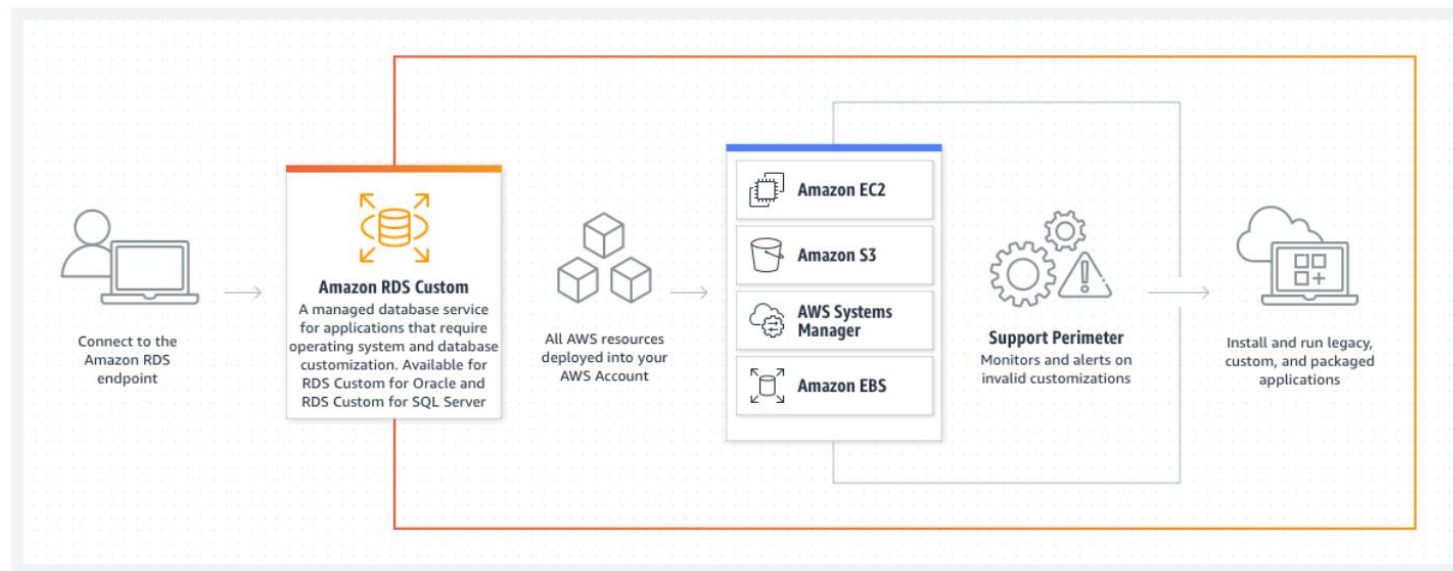 Connect to the
Amazon RDS
endpoint
Amazon RDS Custom
A managed database service
for applications that require
operating system and database
customization. Available for
RDS Custom for Oracle and
RDS Custom for SQL Server
All AWS resources
deployed into your
AWS Account
Amazon EC2
Amazon S3
AWS Systems
Manager
Amazon EBS
Support Perimeter
Monitors and alerts on
invalid customizations
Install and run legacy,
custom, and packaged
applications